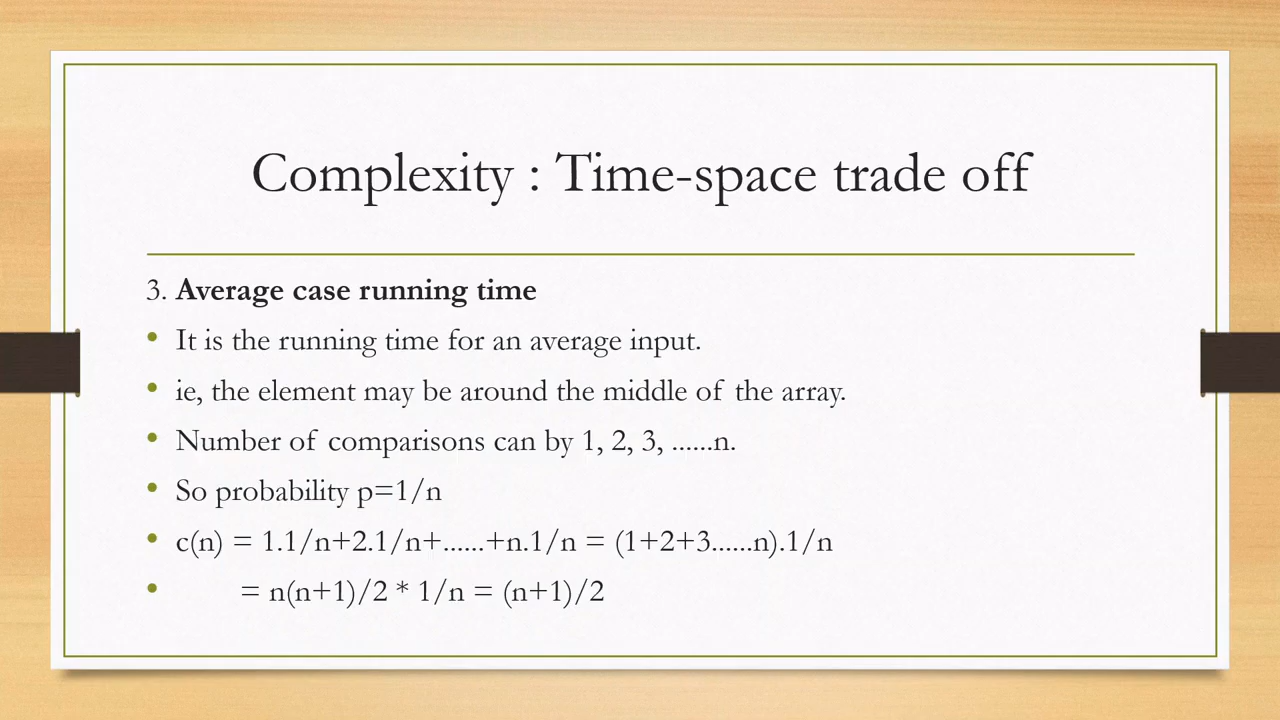 Complexity : Time-space trade off
3. Average case running time
• It is the running time for an average input.
• ie, the element may be around the middle of the array.
• Number of comparisons can by 1, 2, 3, ......n.
• So probability p=1/n
• c(n) = 1.1/n+2.1/n+......+n.1/n = (1+2+3......n).1/n
• = n(n+1)/2 * 1/n = (n+1)/2